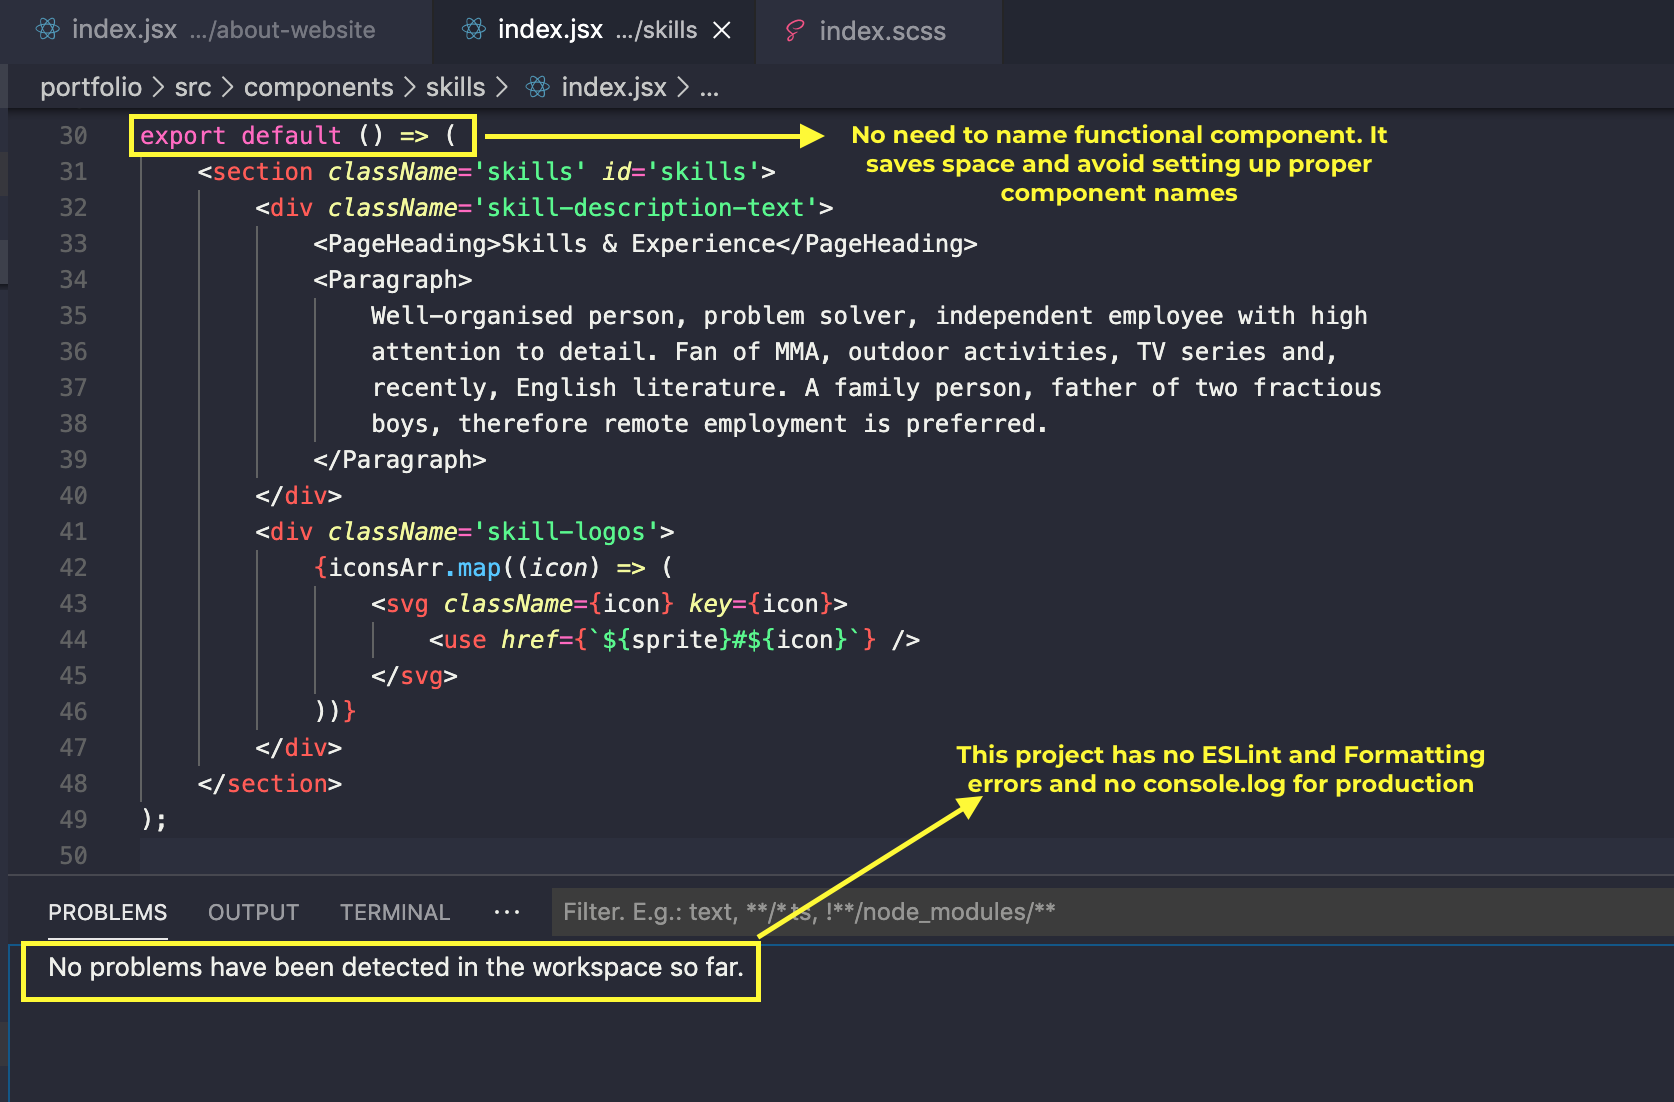 index.jsx .../about-website index.jsx .../skills index.scss
portfolio > src > components > skills > index.jsx > ...
30 export default () => (
No need to name functional component. It
saves space and avoid setting up proper
component names
31 <section className='skills' id='skills'>
32 <div className='skill-description-text'>
33 <PageHeading>Skills & Experience</PageHeading>
34 <Paragraph>
35 Well-organised person, problem solver, independent employee with high
36 attention to detail. Fan of MMA, outdoor activities, TV series and,
37 recently, English literature. A family person, father of two fractious
38 boys, therefore remote employment is preferred.
39 </Paragraph>
40 </div>
41 <div className='skill-logos'>
42 {iconsArr.map((icon) => (
43 <svg className={icon} key={icon}>
44 <use href={`${sprite}#${icon}`} />
45 </svg>
46 ))}
47 </div>
48 </section>
49 );
50
This project has no ESLint and Formatting
errors and no console.log for production
PROBLEMS OUTPUT TERMINAL ... Filter. E.g.: text, **/*.ts, !**/node_modules/**
No problems have been detected in the workspace so far.